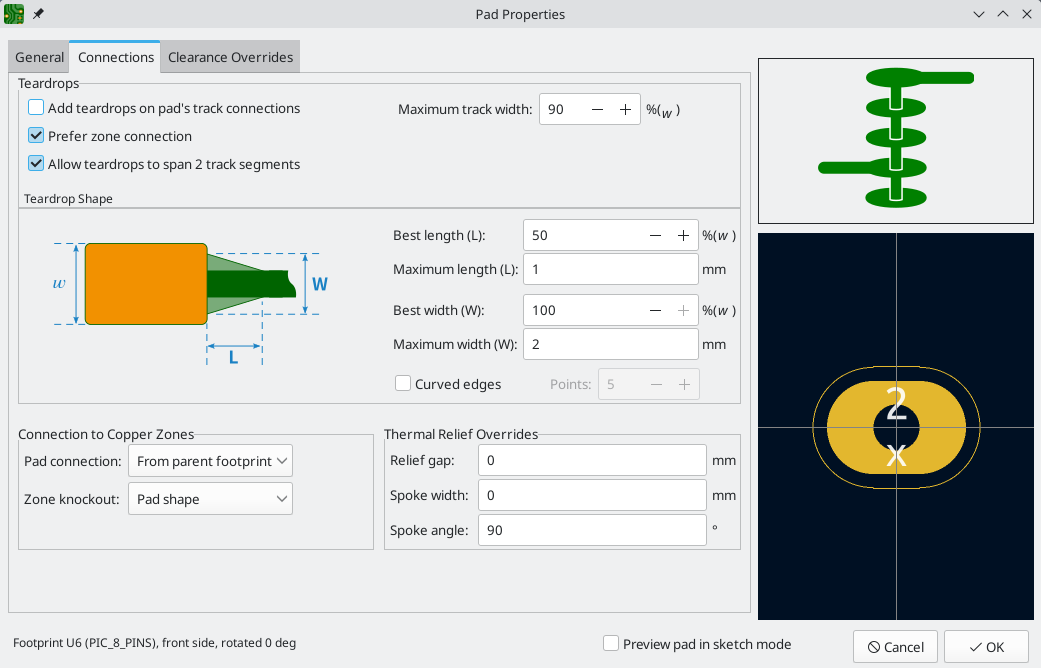 Pad Properties
General Connections Clearance Overrides
Teardrops
Add teardrops on pad's track connections
Maximum track width: 90 %(w )
Prefer zone connection
Allow teardrops to span 2 track segments
Teardrop Shape
w
W
L
Best length (L): 50 %(w )
Maximum length (L): 1 mm
Best width (W): 100 %(w )
Maximum width (W): 2 mm
Curved edges Points: 5
Connection to Copper Zones
Pad connection: From parent footprint
Zone knockout: Pad shape
Thermal Relief Overrides
Relief gap: 0 mm
Spoke width: 0 mm
Spoke angle: 90 °
2
x
Footprint U6 (PIC_8_PINS), front side, rotated 0 deg
Preview pad in sketch mode
Cancel
OK